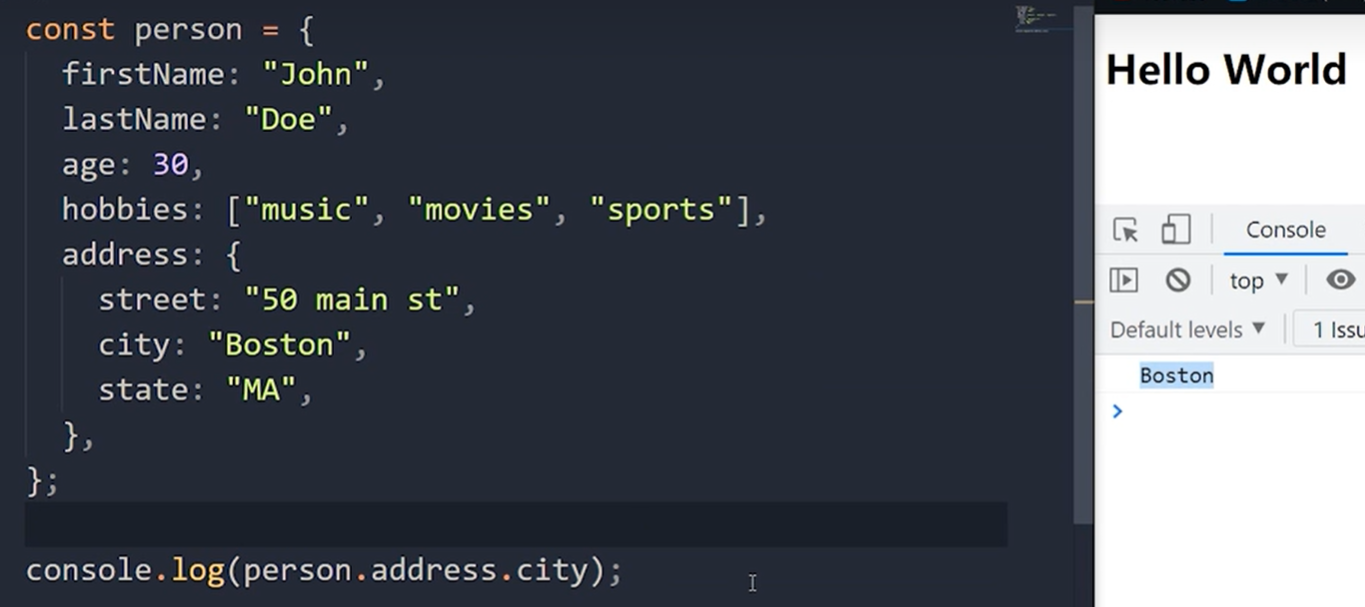 const person = {
  firstName: "John",
  lastName: "Doe",
  age: 30,
  hobbies: ["music", "movies", "sports"],
  address: {
    street: "50 main st",
    city: "Boston",
    state: "MA",
  },
};
console.log(person.address.city);
Hello World
Console
top
Default levels
1 Issu
Boston